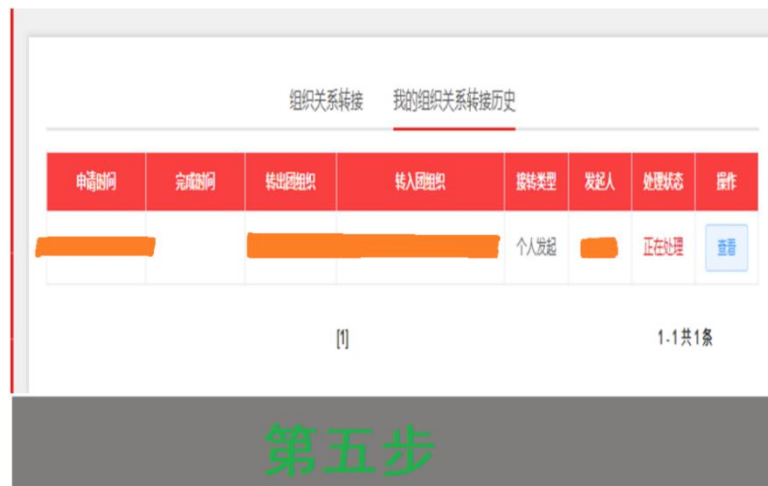 组织关系转接 我的组织关系转接历史
申请时间 完成时间 转出团组织 转入团组织 接转类型 发起人 处理状态 操作
个人发起 正在处理 查看
[1] 1-1共1条
第五步